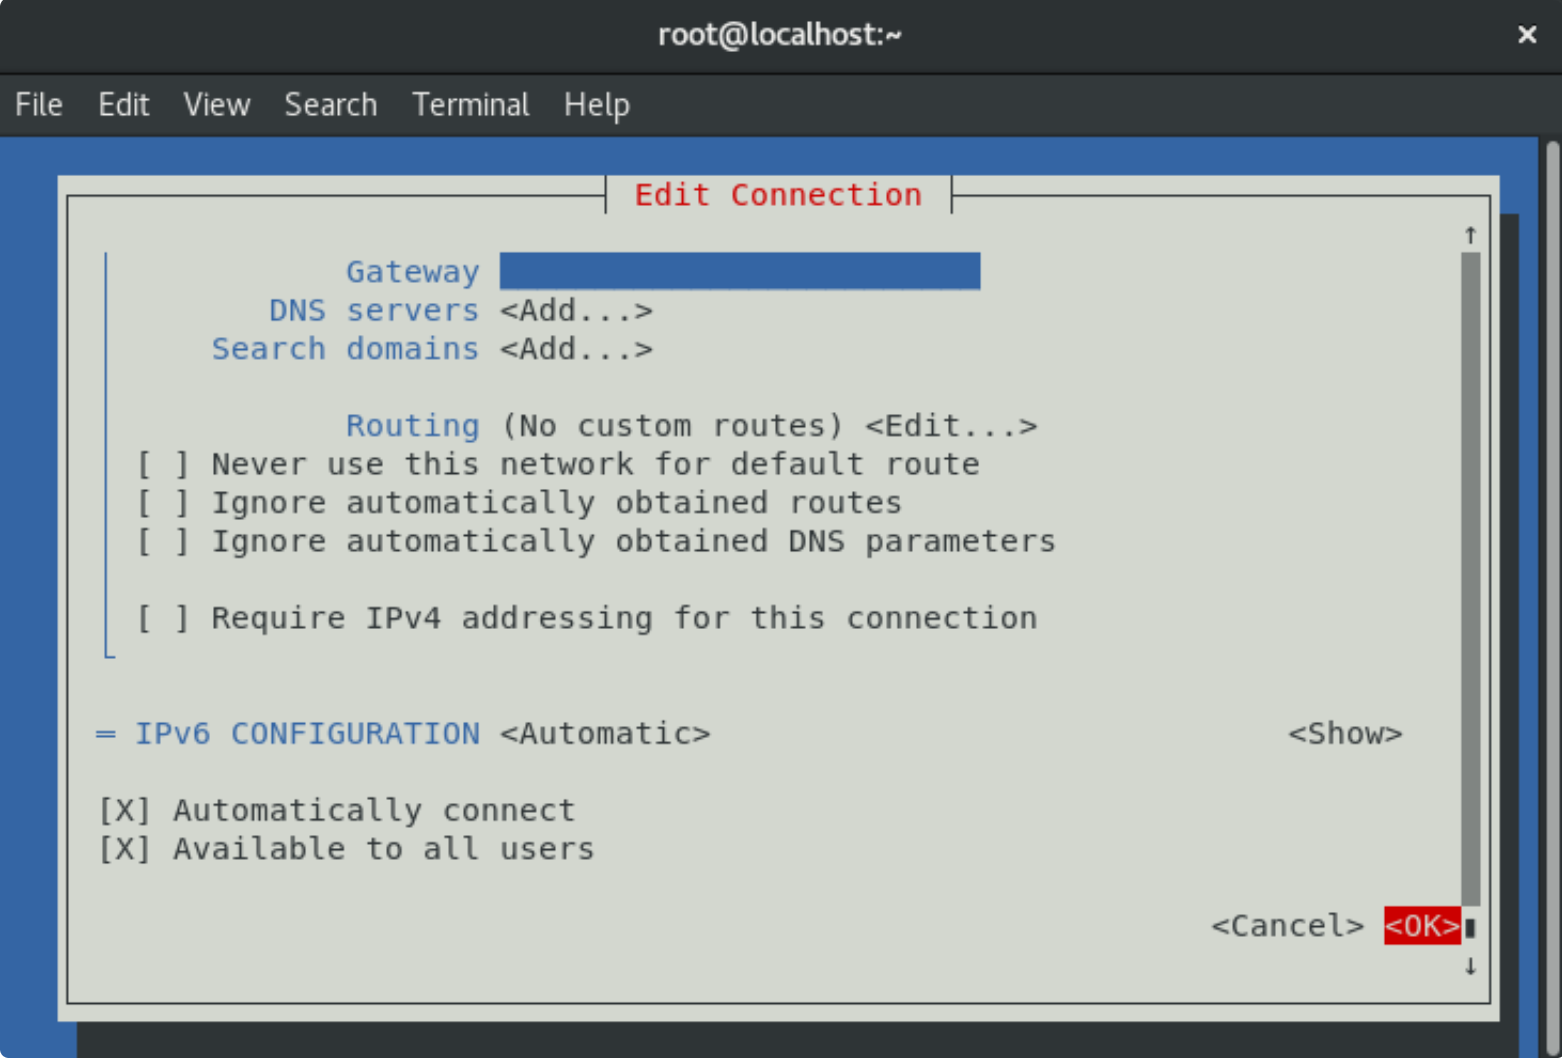 root@localhost:~ ×
File Edit View Search Terminal Help
Edit Connection
↑
Gateway
DNS servers <Add...>
Search domains <Add...>
Routing (No custom routes) <Edit...>
[ ] Never use this network for default route
[ ] Ignore automatically obtained routes
[ ] Ignore automatically obtained DNS parameters
[ ] Require IPv4 addressing for this connection
= IPv6 CONFIGURATION <Automatic> <Show>
[X] Automatically connect
[X] Available to all users
<Cancel> <OK>
↓